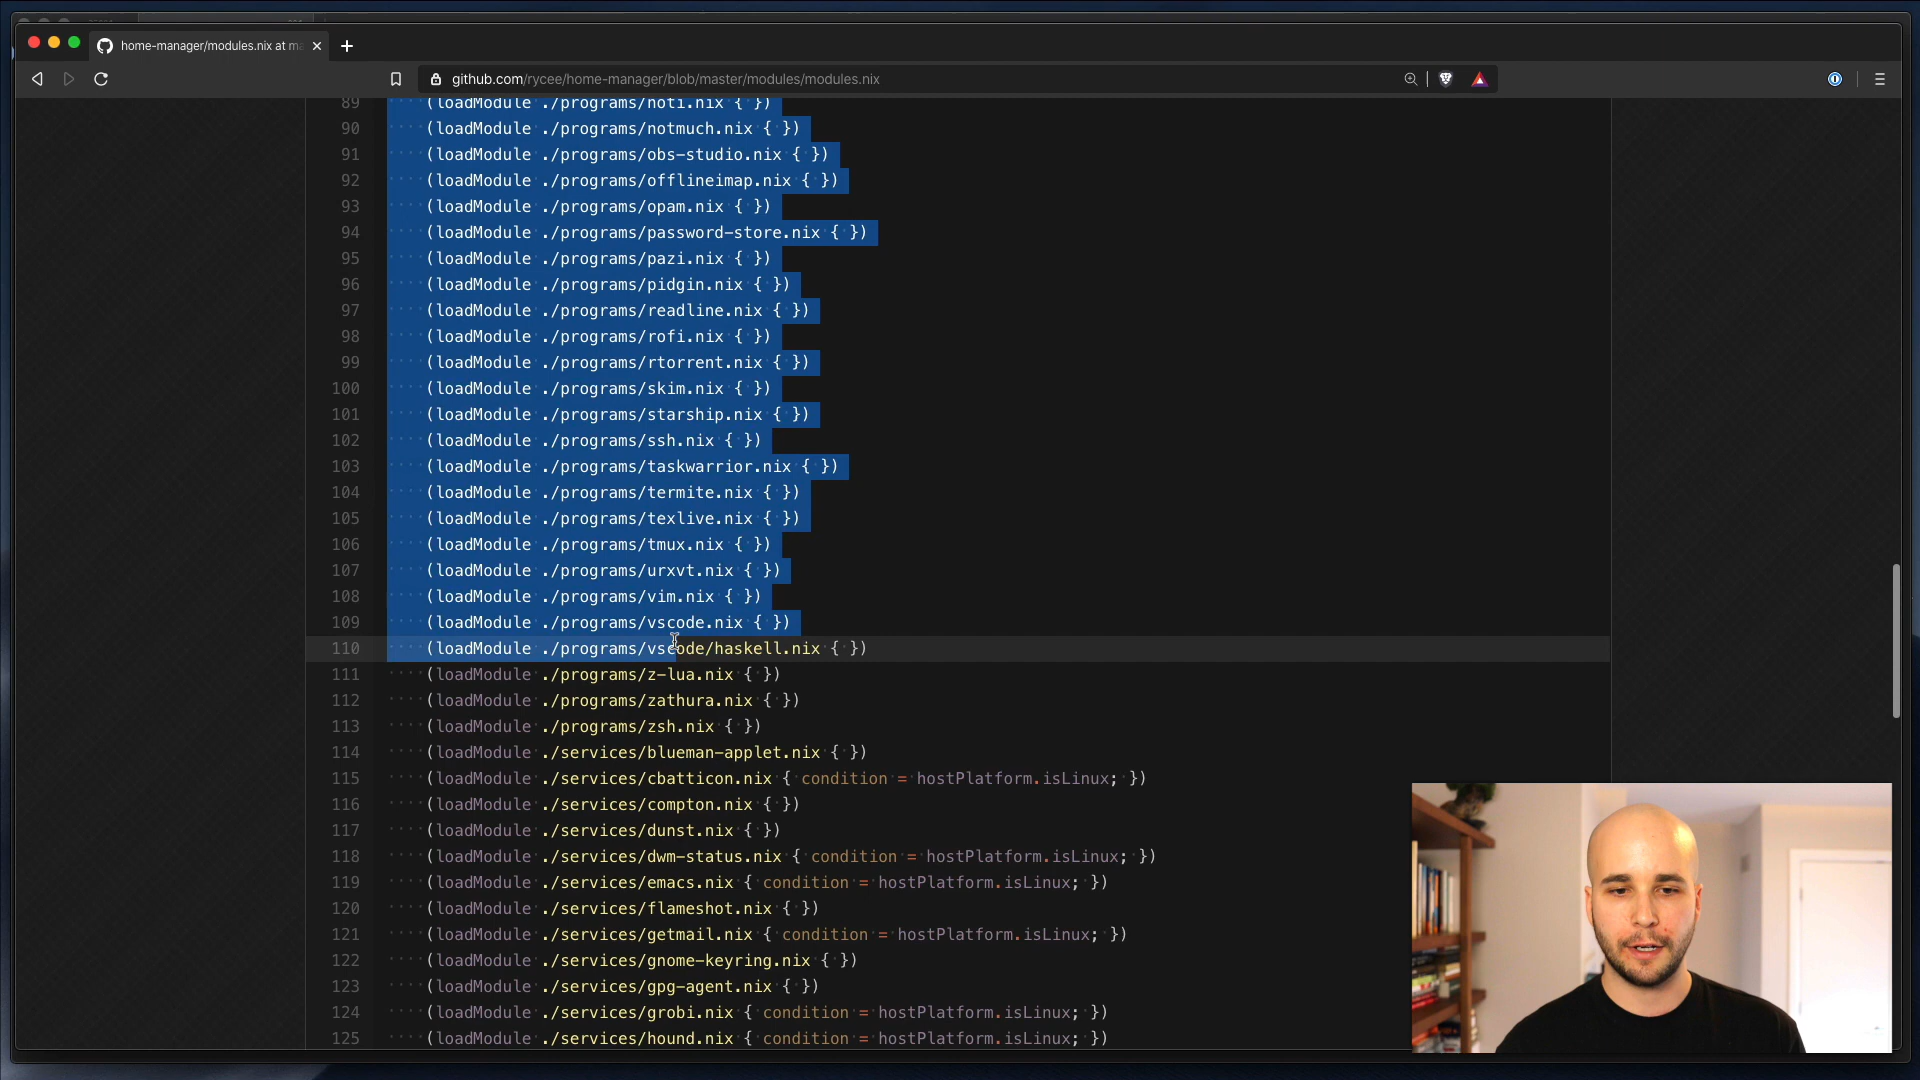 home-manager/modules.nix at ma
github.com/rycee/home-manager/blob/master/modules/modules.nix
89 (loadModule ./programs/noti.nix { })
90 (loadModule ./programs/notmuch.nix { })
91 (loadModule ./programs/obs-studio.nix { })
92 (loadModule ./programs/offlineimap.nix { })
93 (loadModule ./programs/opam.nix { })
94 (loadModule ./programs/password-store.nix { })
95 (loadModule ./programs/pazi.nix { })
96 (loadModule ./programs/pidgin.nix { })
97 (loadModule ./programs/readline.nix { })
98 (loadModule ./programs/rofi.nix { })
99 (loadModule ./programs/rtorrent.nix { })
100 (loadModule ./programs/skim.nix { })
101 (loadModule ./programs/starship.nix { })
102 (loadModule ./programs/ssh.nix { })
103 (loadModule ./programs/taskwarrior.nix { })
104 (loadModule ./programs/termite.nix { })
105 (loadModule ./programs/texlive.nix { })
106 (loadModule ./programs/tmux.nix { })
107 (loadModule ./programs/urxvt.nix { })
108 (loadModule ./programs/vim.nix { })
109 (loadModule ./programs/vscode.nix { })
110 (loadModule ./programs/vscode/haskell.nix { })
111 (loadModule ./programs/z-lua.nix { })
112 (loadModule ./programs/zathura.nix { })
113 (loadModule ./programs/zsh.nix { })
114 (loadModule ./services/blueman-applet.nix { })
115 (loadModule ./services/cbatticon.nix { condition = hostPlatform.isLinux; })
116 (loadModule ./services/compton.nix { })
117 (loadModule ./services/dunst.nix { })
118 (loadModule ./services/dwm-status.nix { condition = hostPlatform.isLinux; })
119 (loadModule ./services/emacs.nix { condition = hostPlatform.isLinux; })
120 (loadModule ./services/flameshot.nix { })
121 (loadModule ./services/getmail.nix { condition = hostPlatform.isLinux; })
122 (loadModule ./services/gnome-keyring.nix { })
123 (loadModule ./services/gpg-agent.nix { })
124 (loadModule ./services/grobi.nix { condition = hostPlatform.isLinux; })
125 (loadModule ./services/hound.nix { condition = hostPlatform.isLinux; })